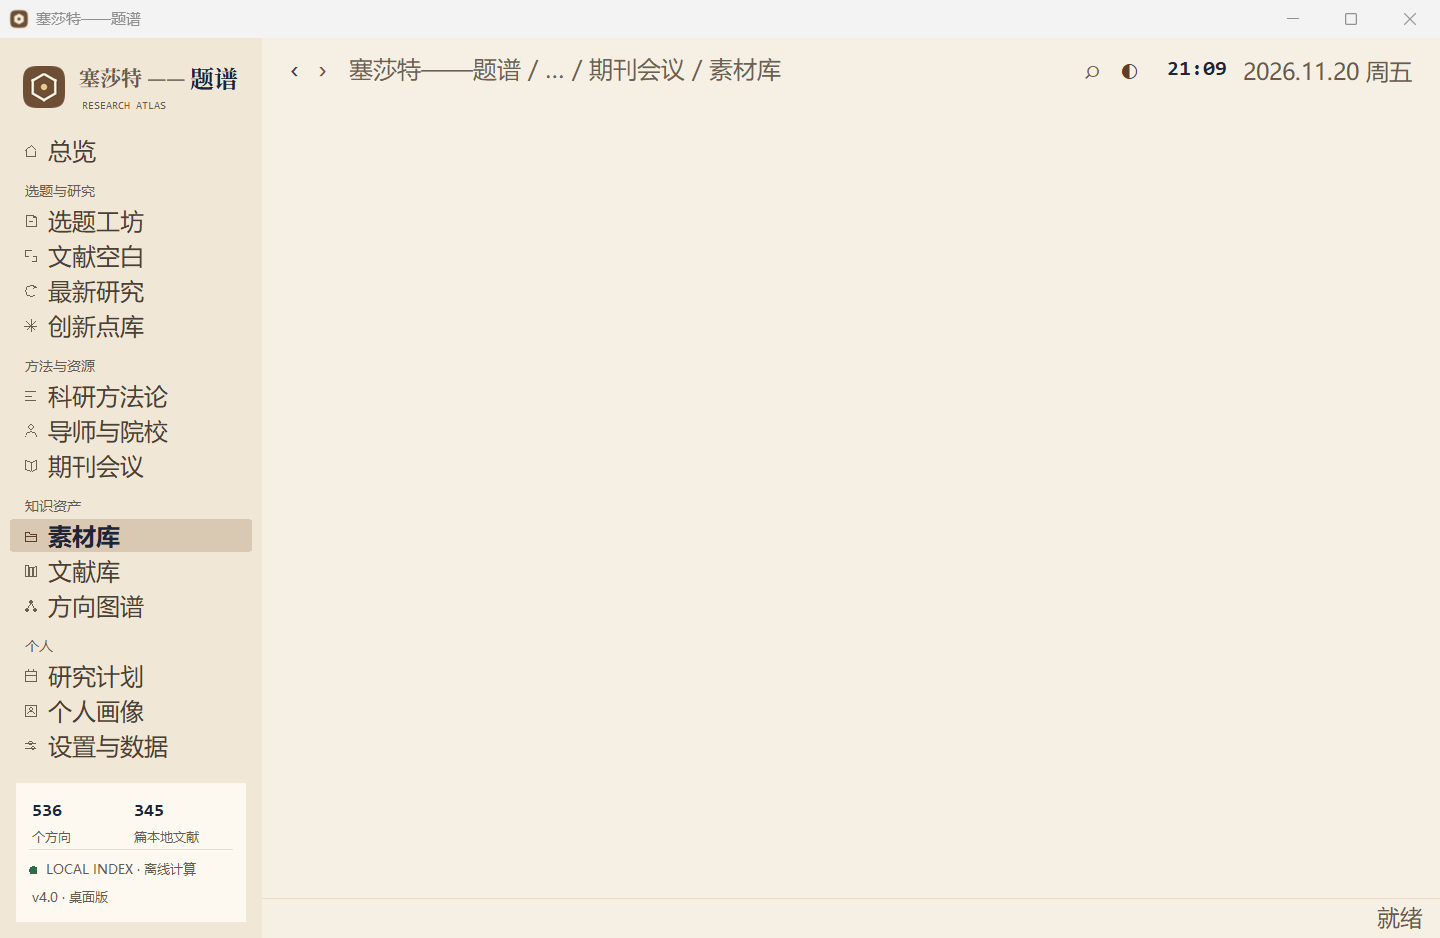 塞莎特——题谱
塞莎特 —— 题谱
RESEARCH ATLAS
总览
选题与研究
选题工坊
文献空白
最新研究
创新点库
方法与资源
科研方法论
导师与院校
期刊会议
知识资产
素材库
文献库
方向图谱
个人
研究计划
个人画像
设置与数据
536 345
个方向 篇本地文献
LOCAL INDEX · 离线计算
v4.0 · 桌面版
‹ › 塞莎特——题谱 / ... / 期刊会议 / 素材库
21:09 2026.11.20 周五
就绪